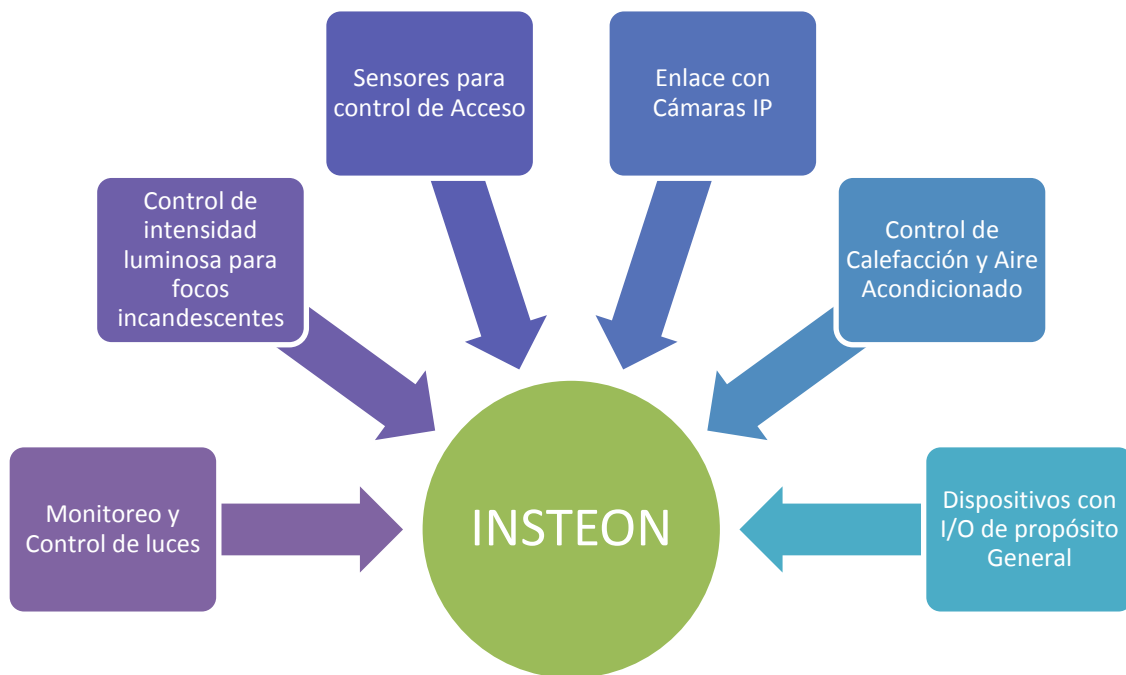 Sensores para
control de Acceso
Enlace con
Cámaras IP
Control de
intensidad
luminosa para
focos
incandescentes
Control de
Calefacción y Aire
Acondicionado
Monitoreo y
Control de luces
INSTEON
Dispositivos con
I/O de propósito
General